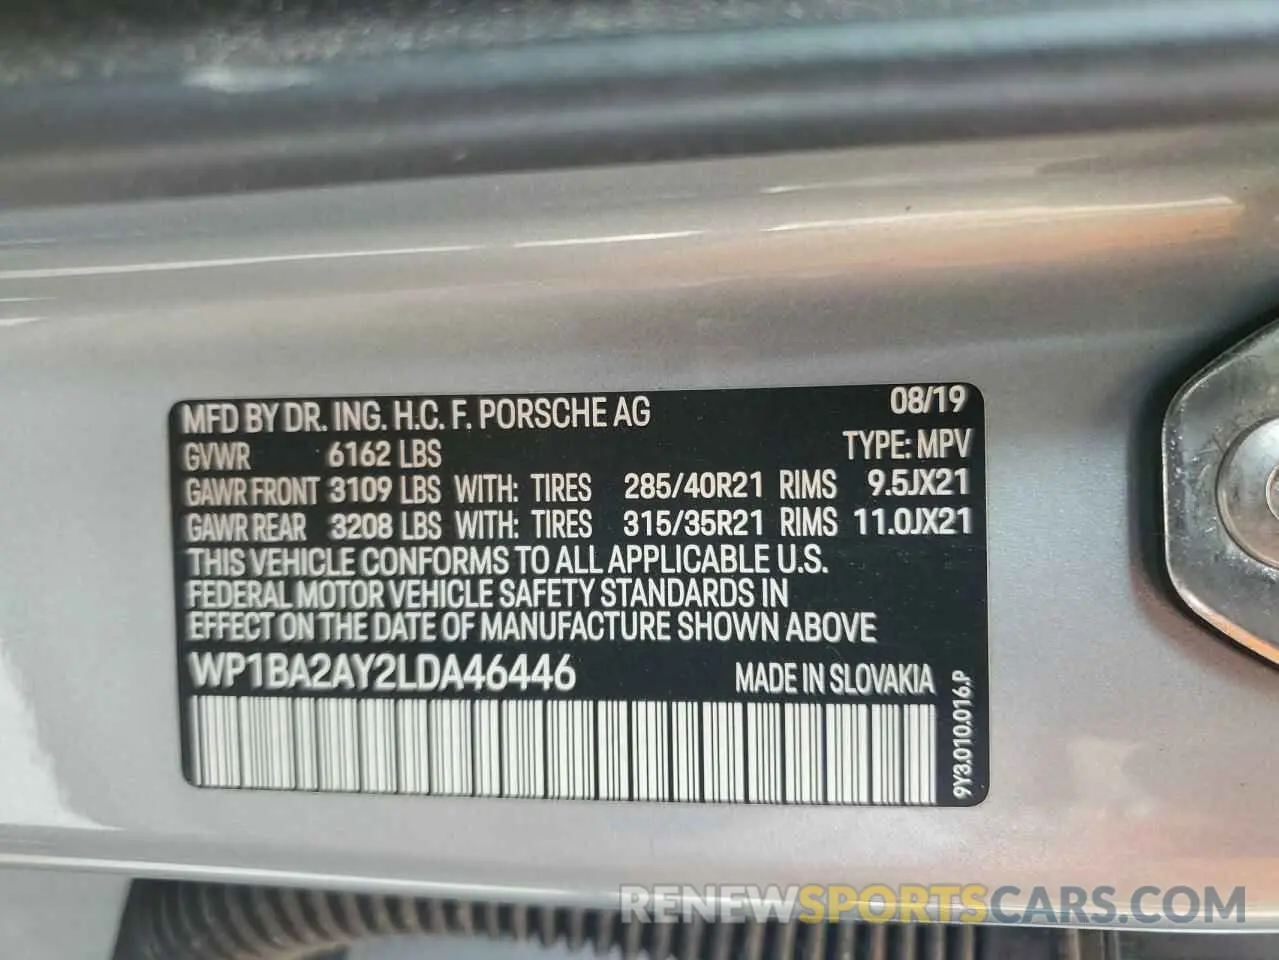 MFD BY DR. ING. H.C. F. PORSCHE AG 08/19
GVWR 6162 LBS TYPE: MPV
GAWR FRONT 3109 LBS WITH: TIRES 285/40R21 RIMS 9.5JX21
GAWR REAR 3208 LBS WITH: TIRES 315/35R21 RIMS 11.0JX21
THIS VEHICLE CONFORMS TO ALL APPLICABLE U.S.
FEDERAL MOTOR VEHICLE SAFETY STANDARDS IN
EFFECT ON THE DATE OF MANUFACTURE SHOWN ABOVE
WP1BA2AY2LDA46446 MADE IN SLOVAKIA
9Y3.010.016.P
RENEWSPORTSCARS.COM